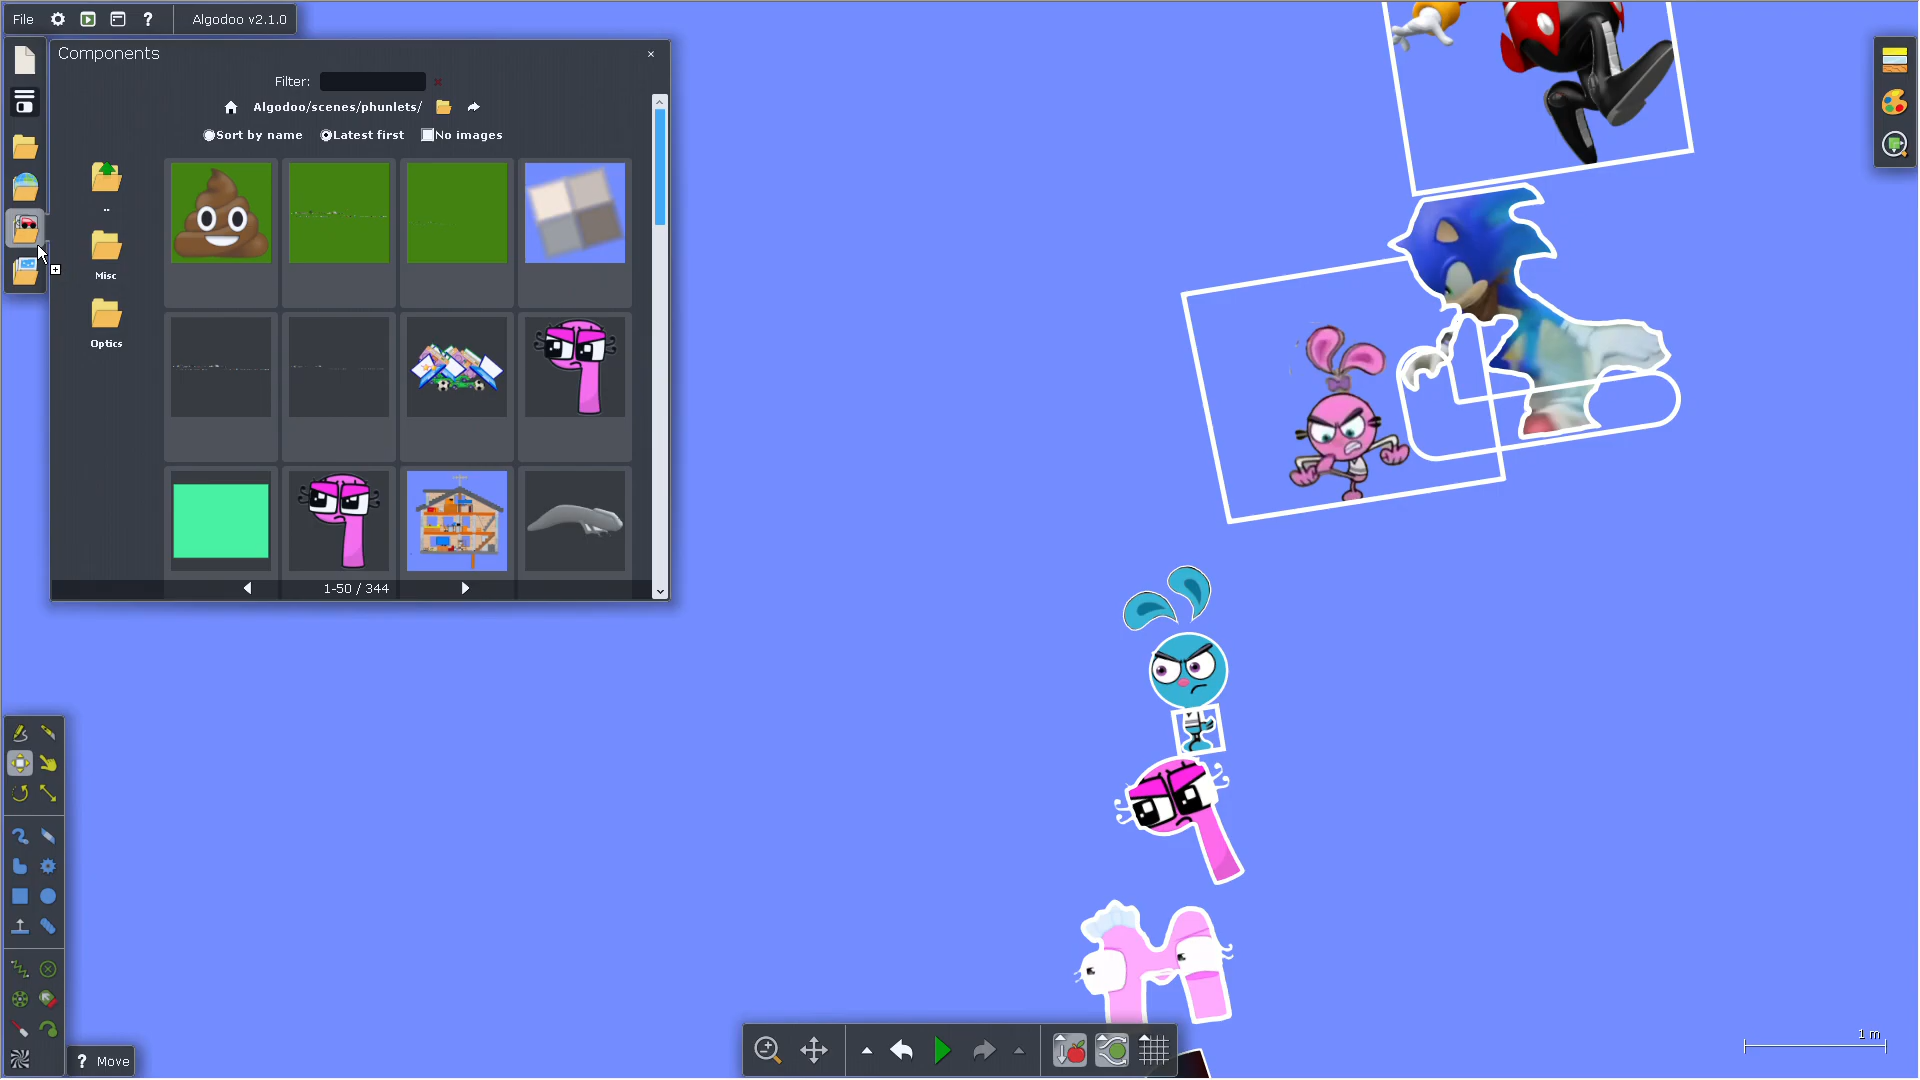 File
?
Algodoo v2.1.0
Components
Filter:
Algodoo/scenes/phunlets/
Sort by name
Latest first
No images
..
Misc
Optics
1-50 / 344
? Move
1 m